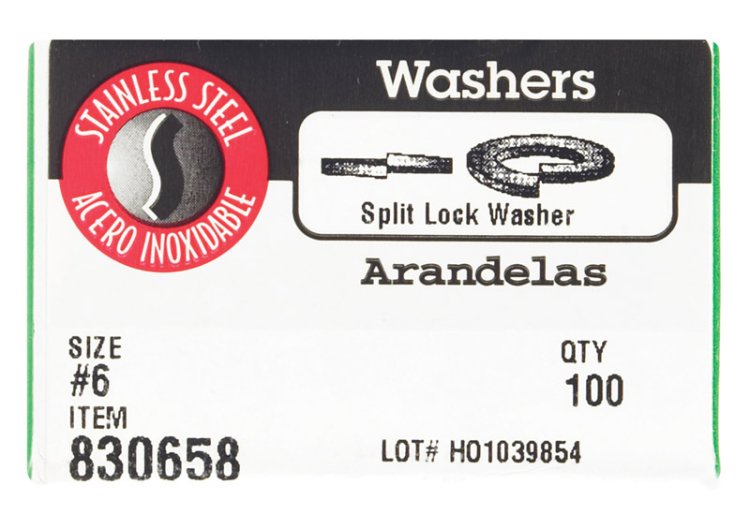 STAINLESS STEEL
S
ACERO INOXIDABLE
Washers
Split Lock Washer
Arandelas
SIZE
#6
QTY
100
ITEM
830658
LOT# HO1039854